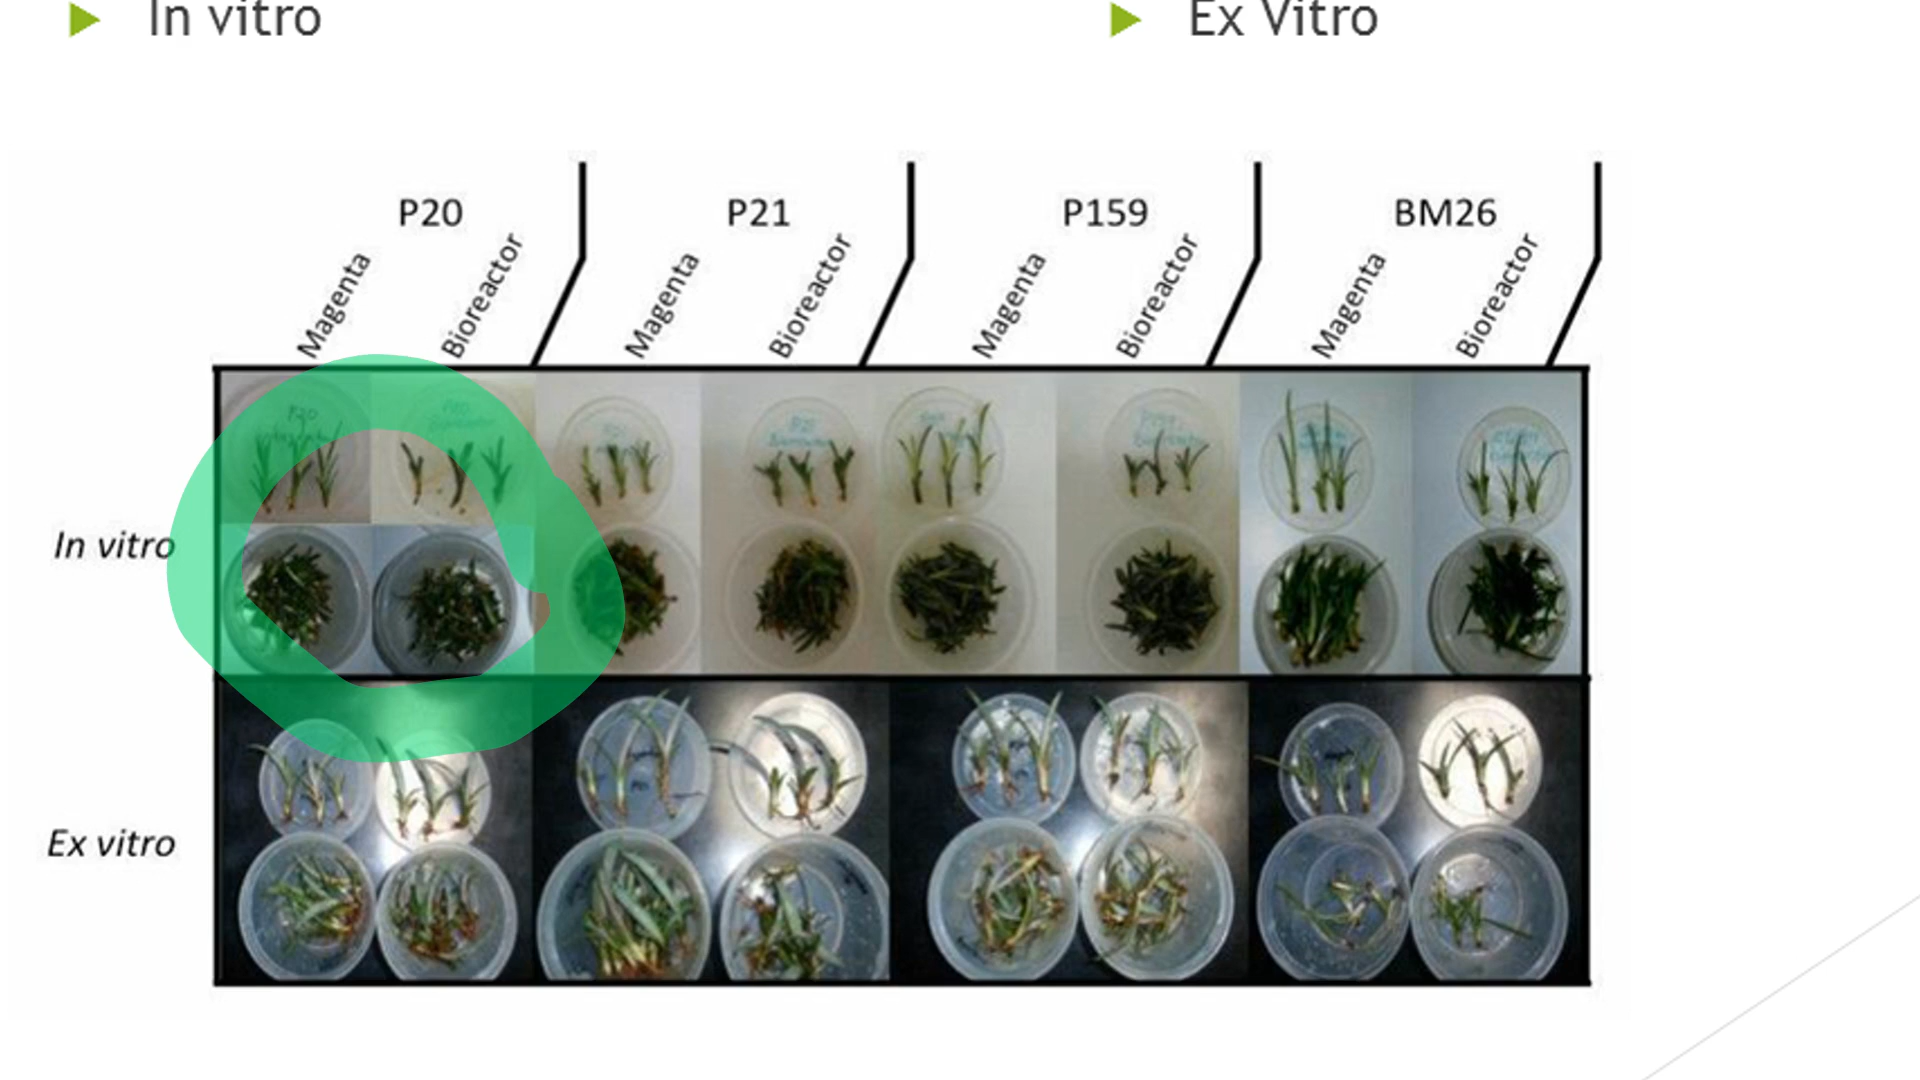 In vitro
Ex Vitro
P20
P21
P159
BM26
Magenta
Bioreactor
Magenta
Bioreactor
Magenta
Bioreactor
Magenta
Bioreactor
P20
In vitro
Ex vitro